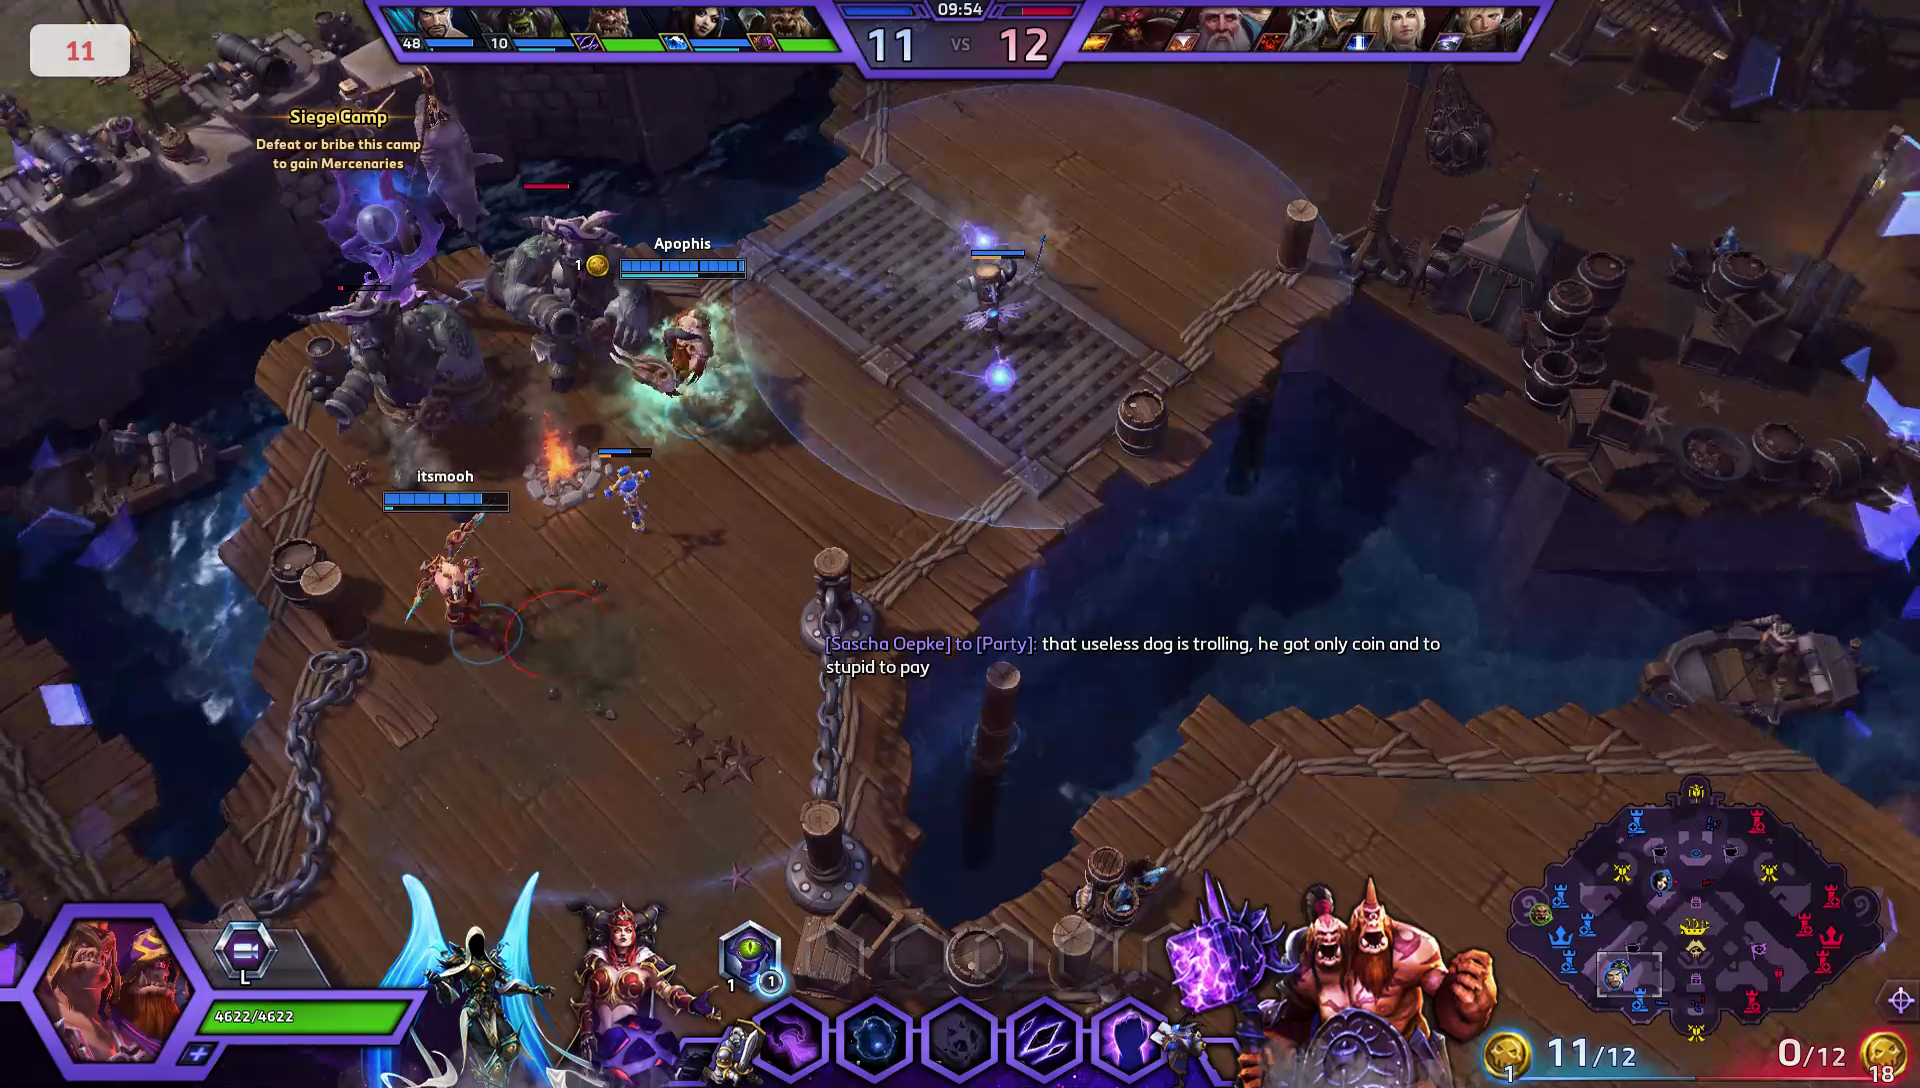 11
48
10
09:54
11 VS 12
Siege Camp
Defeat or bribe this camp
to gain Mercenaries
Apophis
1
itsmooh
[Sascha Oepke] to [Party]: that useless dog is trolling, he got only coin and to
stupid to pay
L
4622/4622
1
1
11/12
1
0/12
18